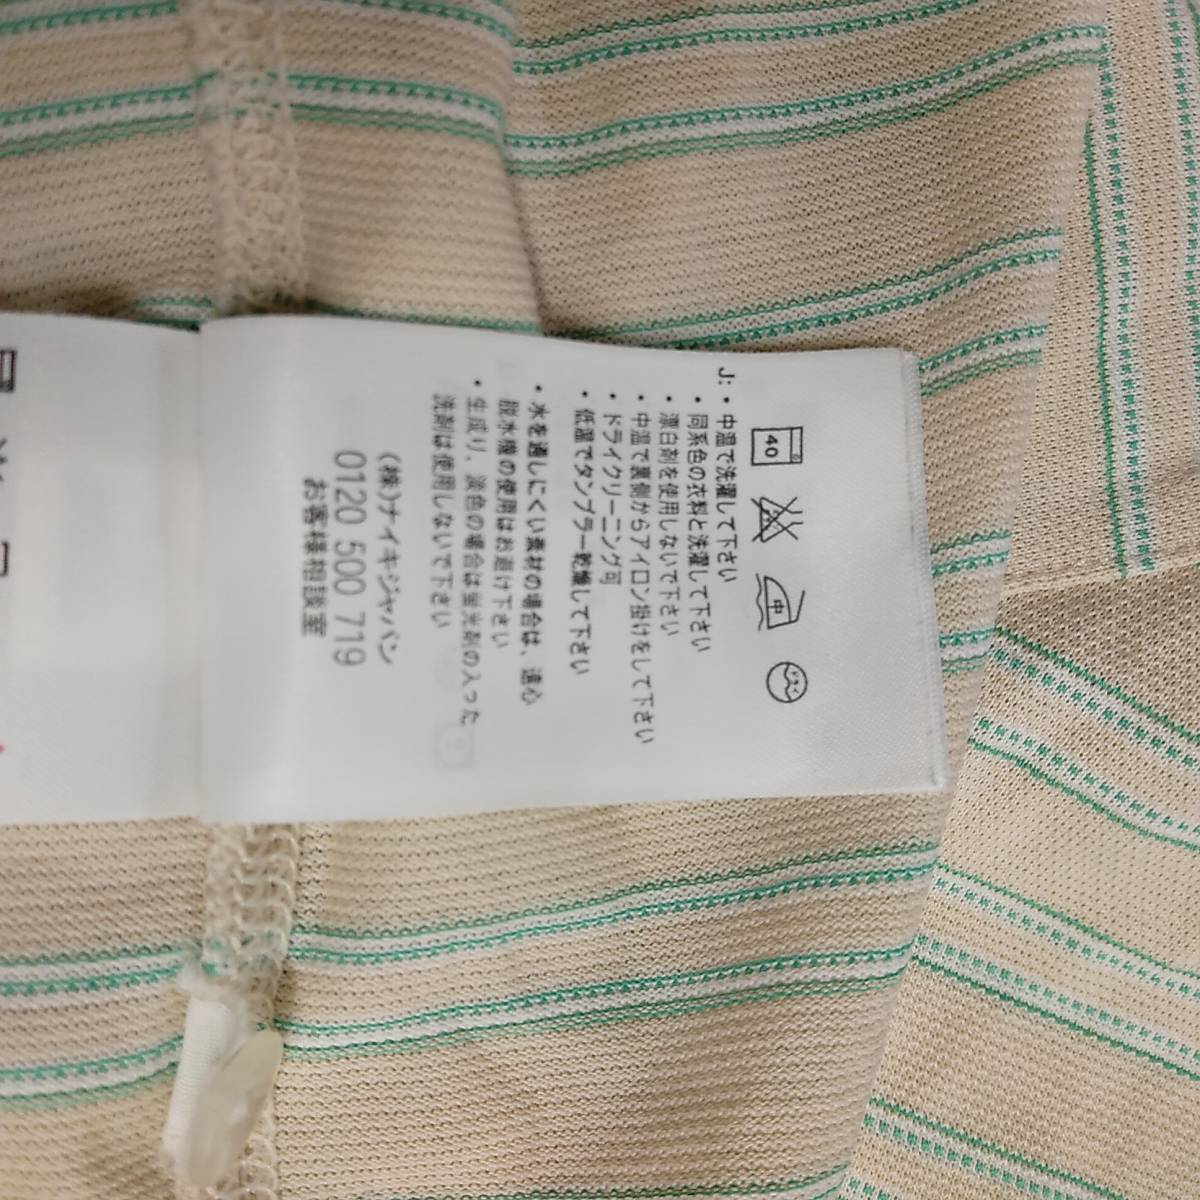 40
中
J: ・中温で洗濯して下さい
・同系色の衣料と洗濯して下さい
・漂白剤を使用しないで下さい
・中温で裏側からアイロン掛けをして下さい
・ドライクリーニング可
・低温でタンブラー乾燥して下さい
・水を通しにくい素材の場合は、遠心
脱水機の使用はお避け下さい
・生成り、淡色の場合は蛍光剤の入った
洗剤は使用しないで下さい
(株)ナイキジャパン
0120 500 719
お客様相談室